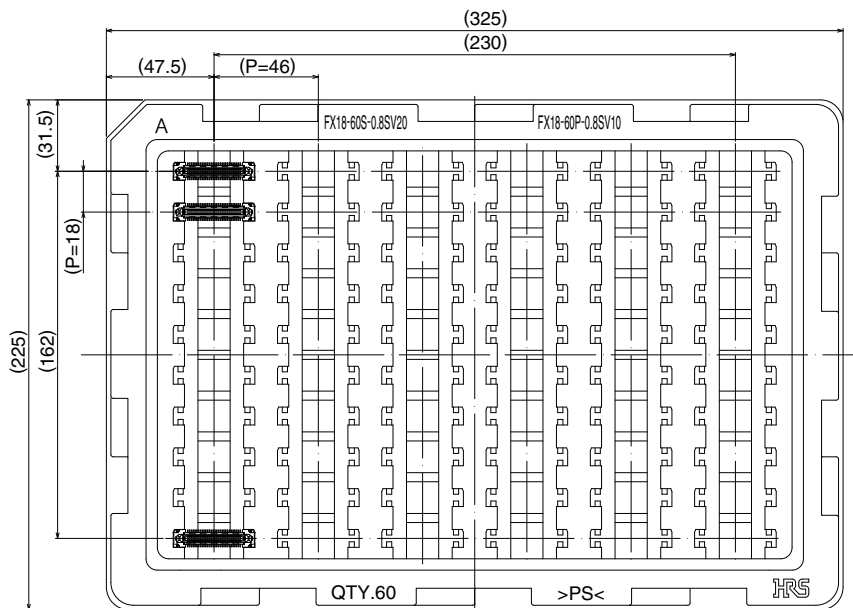 (325)
(230)
(47.5)
(P=46)
(31.5)
A
FX18-60S-0.8SV20
FX18-60P-0.8SV10
(P=18)
(162)
(225)
QTY.60
>PS<
HRS